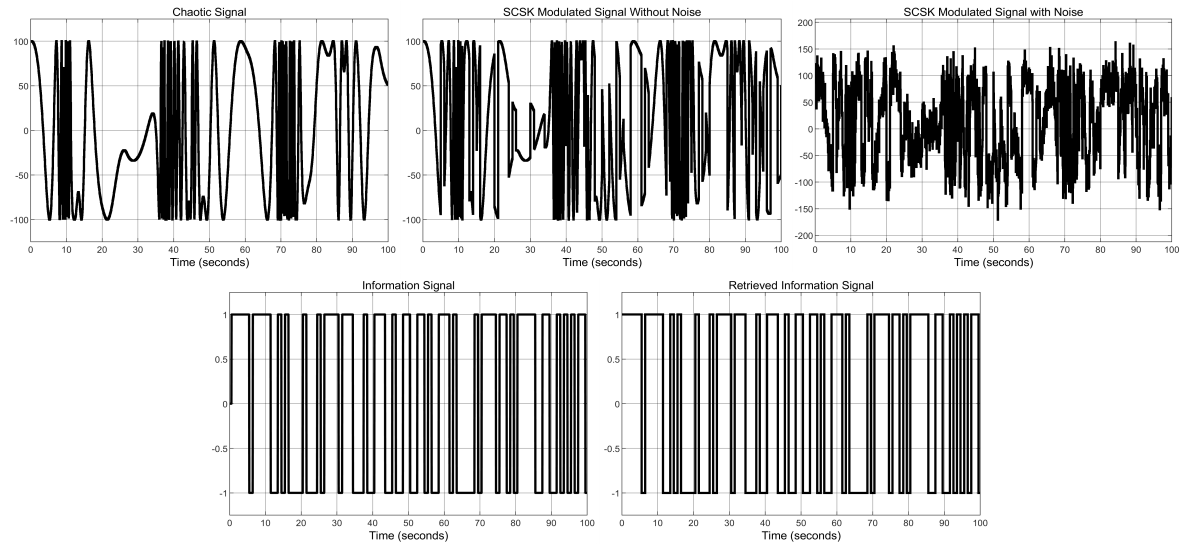 Chaotic Signal
100
50
0
-50
-100
0 10 20 30 40 50 60 70 80 90 100
Time (seconds)
SCSK Modulated Signal Without Noise
100
50
0
-50
-100
0 10 20 30 40 50 60 70 80 90 100
Time (seconds)
SCSK Modulated Signal with Noise
200
150
100
50
0
-50
-100
-150
-200
0 10 20 30 40 50 60 70 80 90 100
Time (seconds)
Information Signal
1
0.5
0
-0.5
-1
0 10 20 30 40 50 60 70 80 90 100
Time (seconds)
Retrieved Information Signal
1
0.5
0
-0.5
-1
0 10 20 30 40 50 60 70 80 90 100
Time (seconds)